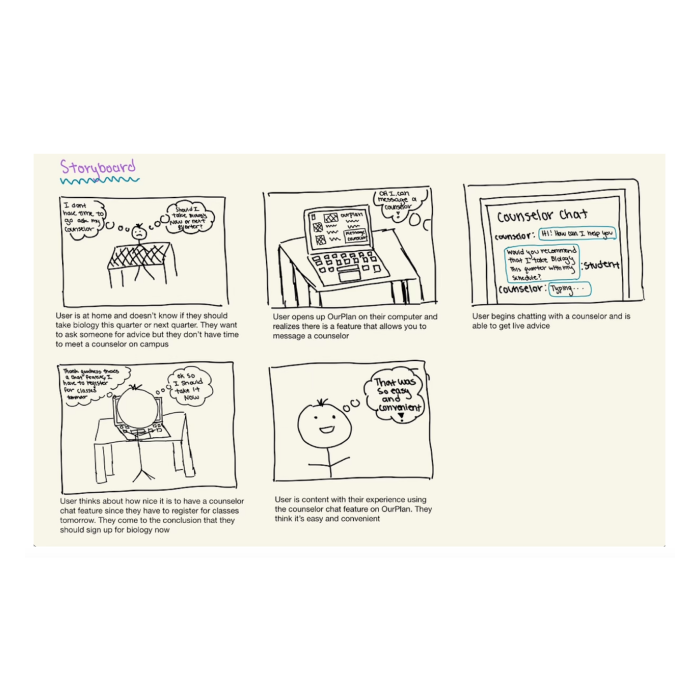 Storyboard
I dont
have time to
go ask my
counselor
Should I
take Biology
now or next
quarter?
OH I can
message a
counselor
!
ourplan
message
counselor
Counselor Chat
counselor: Hi! How can I help you
Would you recommend
that I take Biology
this quarter with my
schedule?
:Student
Counselor: Typing...
User is at home and doesn't know if they should
take biology this quarter or next quarter. They want
to ask someone for advice but they don't have time
to meet a counselor on campus
User opens up OurPlan on their computer and
realizes there is a feature that allows you to
message a counselor
User begins chatting with a counselor and is
able to get live advice
Thank goodness theres
a chat feature, I
have to register
for classes
tomorrow
oh so
I should
take it
NOW
That was
so easy
and
convenient
!
User thinks about how nice it is to have a counselor
chat feature since they have to register for classes
tomorrow. They come to the conclusion that they
should sign up for biology now
User is content with their experience using
the counselor chat feature on OurPlan. They
think it's easy and convenient